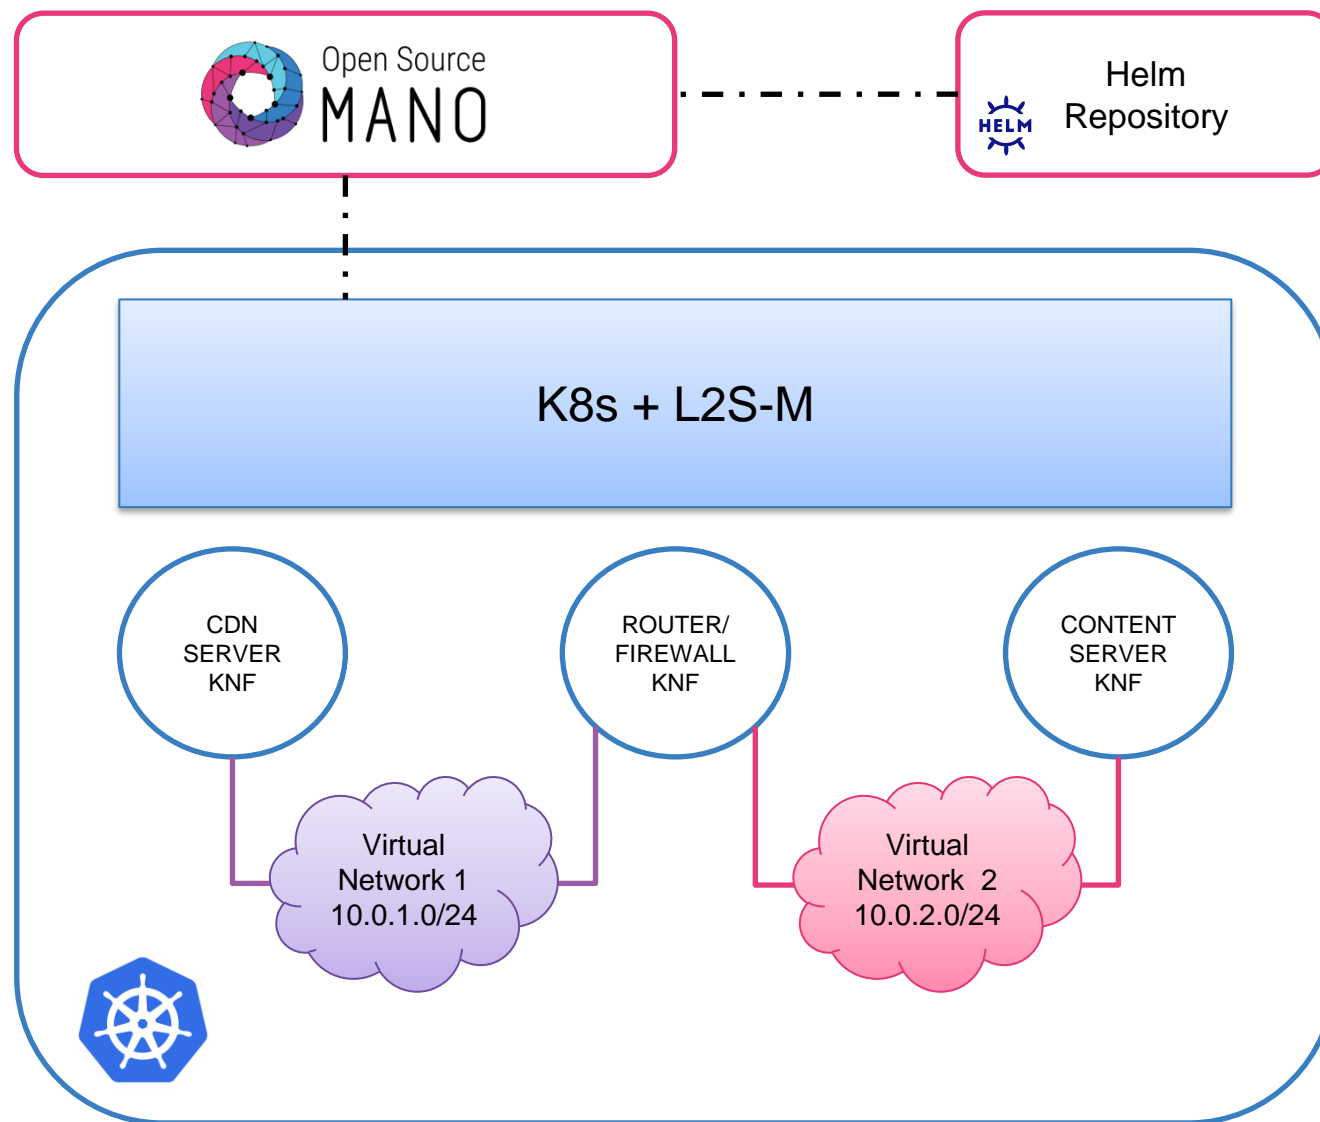 Open Source
MANO
HELM
Helm
Repository
K8s + L2S-M
CDN
SERVER
KNF
ROUTER/
FIREWALL
KNF
CONTENT
SERVER
KNF
Virtual
Network 1
10.0.1.0/24
Virtual
Network  2
10.0.2.0/24